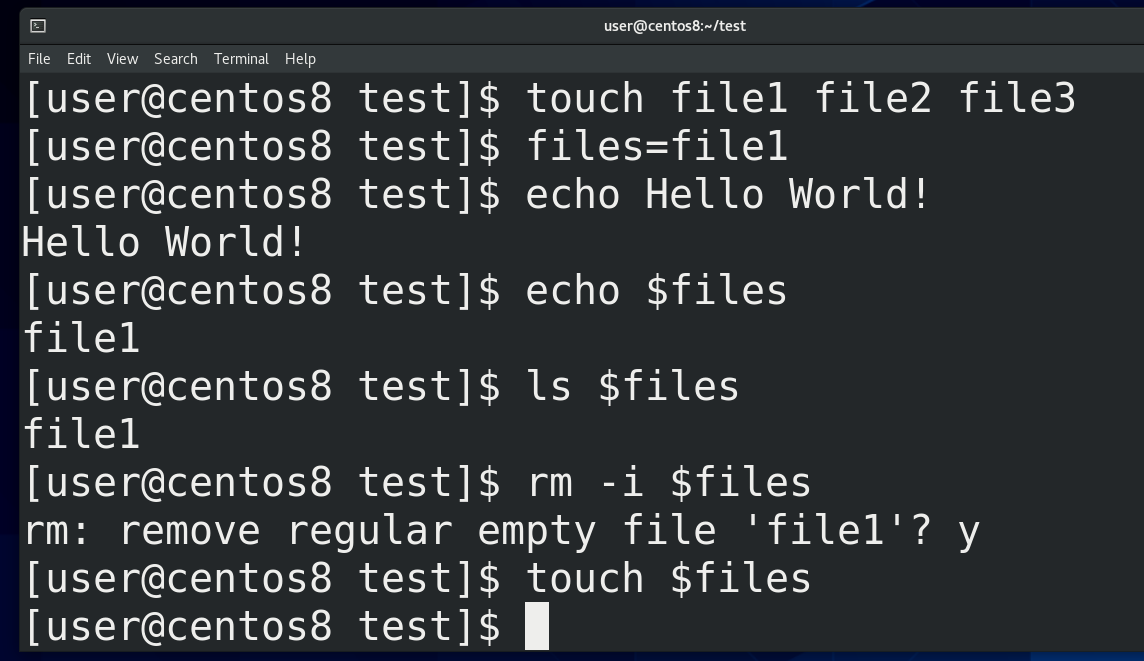 user@centos8:~/test
File Edit View Search Terminal Help
[user@centos8 test]$ touch file1 file2 file3
[user@centos8 test]$ files=file1
[user@centos8 test]$ echo Hello World!
Hello World!
[user@centos8 test]$ echo $files
file1
[user@centos8 test]$ ls $files
file1
[user@centos8 test]$ rm -i $files
rm: remove regular empty file 'file1'? y
[user@centos8 test]$ touch $files
[user@centos8 test]$